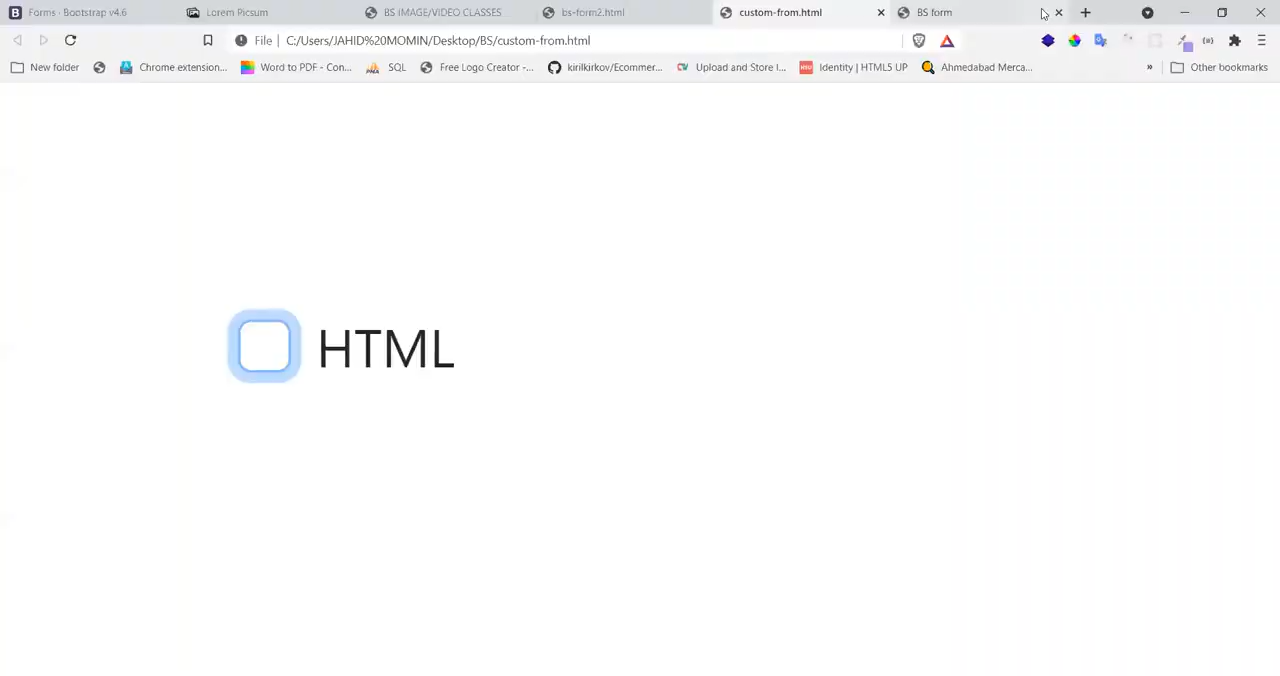 Forms · Bootstrap v4.6
Lorem Picsum
BS IMAGE/VIDEO CLASSES
bs-form2.html
custom-from.html
BS form
File | C:/Users/JAHID%20MOMIN/Desktop/BS/custom-from.html
New folder
Chrome extension...
Word to PDF - Con...
SQL
Free Logo Creator -...
kirilkirkov/Ecommer...
Upload and Store I...
Identity | HTML5 UP
Ahmedabad Merca...
»
Other bookmarks
HTML